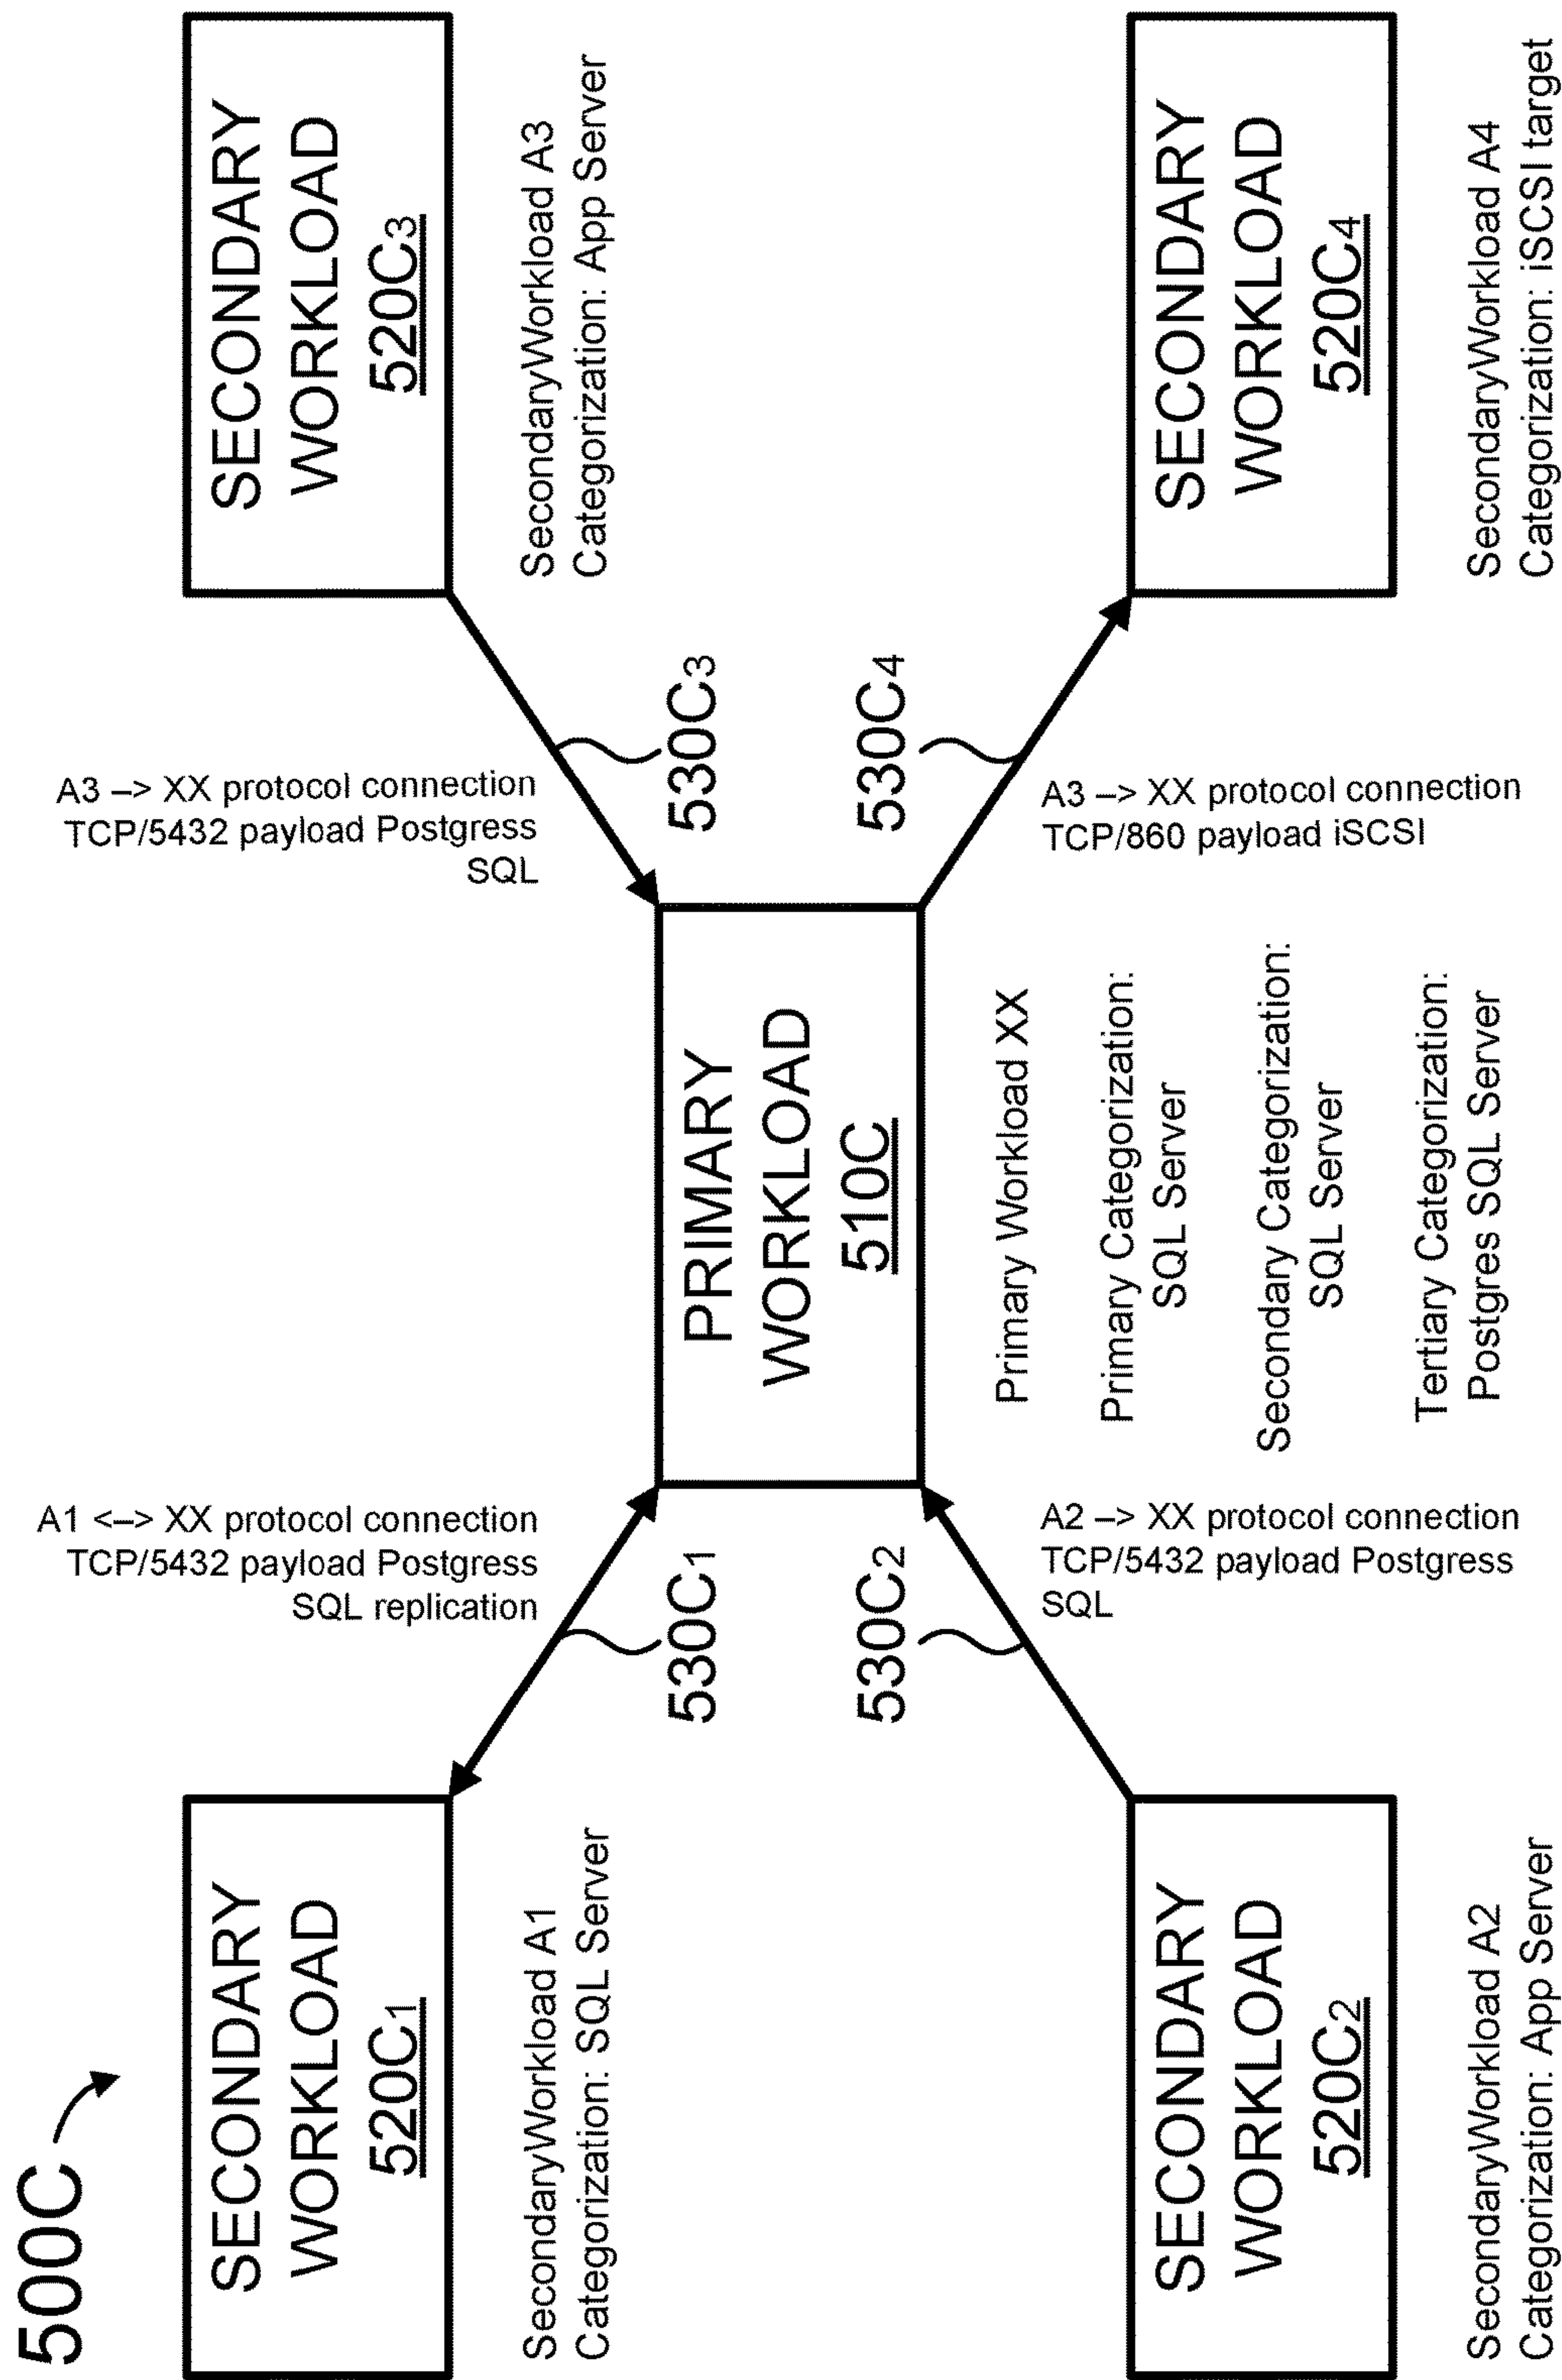 500C
SECONDARY
WORKLOAD
520C1
SecondaryWorkload A1
Categorization: SQL Server
A1 <–> XX protocol connection
TCP/5432 payload Postgress
SQL replication
530C1
A3 –> XX protocol connection
TCP/5432 payload Postgress
SQL
530C3
SECONDARY
WORKLOAD
520C3
SecondaryWorkload A3
Categorization: App Server
PRIMARY
WORKLOAD
510C
Primary Workload XX
Primary Categorization:
SQL Server
Secondary Categorization:
SQL Server
Tertiary Categorization:
Postgres SQL Server
530C2
A2 –> XX protocol connection
TCP/5432 payload Postgress
SQL
SECONDARY
WORKLOAD
520C2
SecondaryWorkload A2
Categorization: App Server
530C4
A3 –> XX protocol connection
TCP/860 payload iSCSI
SECONDARY
WORKLOAD
520C4
SecondaryWorkload A4
Categorization: iSCSI target